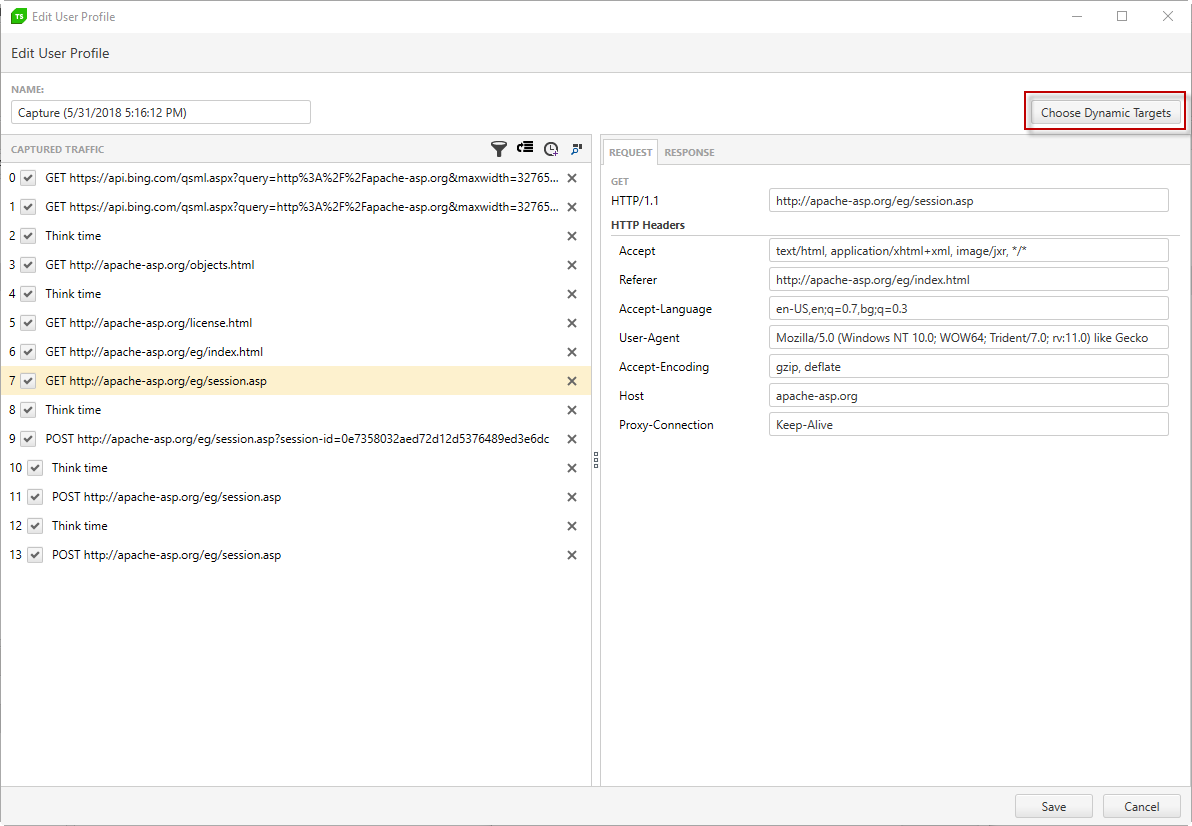 TS Edit User Profile
Edit User Profile
NAME:
Capture (5/31/2018 5:16:12 PM)
Choose Dynamic Targets
CAPTURED TRAFFIC
0 GET https://api.bing.com/qsml.aspx?query=http%3A%2F%2Fapache-asp.org&maxwidth=32765...
1 GET https://api.bing.com/qsml.aspx?query=http%3A%2F%2Fapache-asp.org&maxwidth=32765...
2 Think time
3 GET http://apache-asp.org/objects.html
4 Think time
5 GET http://apache-asp.org/license.html
6 GET http://apache-asp.org/eg/index.html
7 GET http://apache-asp.org/eg/session.asp
8 Think time
9 POST http://apache-asp.org/eg/session.asp?session-id=0e7358032aed72d12d5376489ed3e6dc
10 Think time
11 POST http://apache-asp.org/eg/session.asp
12 Think time
13 POST http://apache-asp.org/eg/session.asp
REQUEST RESPONSE
GET
HTTP/1.1 http://apache-asp.org/eg/session.asp
HTTP Headers
Accept text/html, application/xhtml+xml, image/jxr, */*
Referer http://apache-asp.org/eg/index.html
Accept-Language en-US,en;q=0.7,bg;q=0.3
User-Agent Mozilla/5.0 (Windows NT 10.0; WOW64; Trident/7.0; rv:11.0) like Gecko
Accept-Encoding gzip, deflate
Host apache-asp.org
Proxy-Connection Keep-Alive
Save Cancel